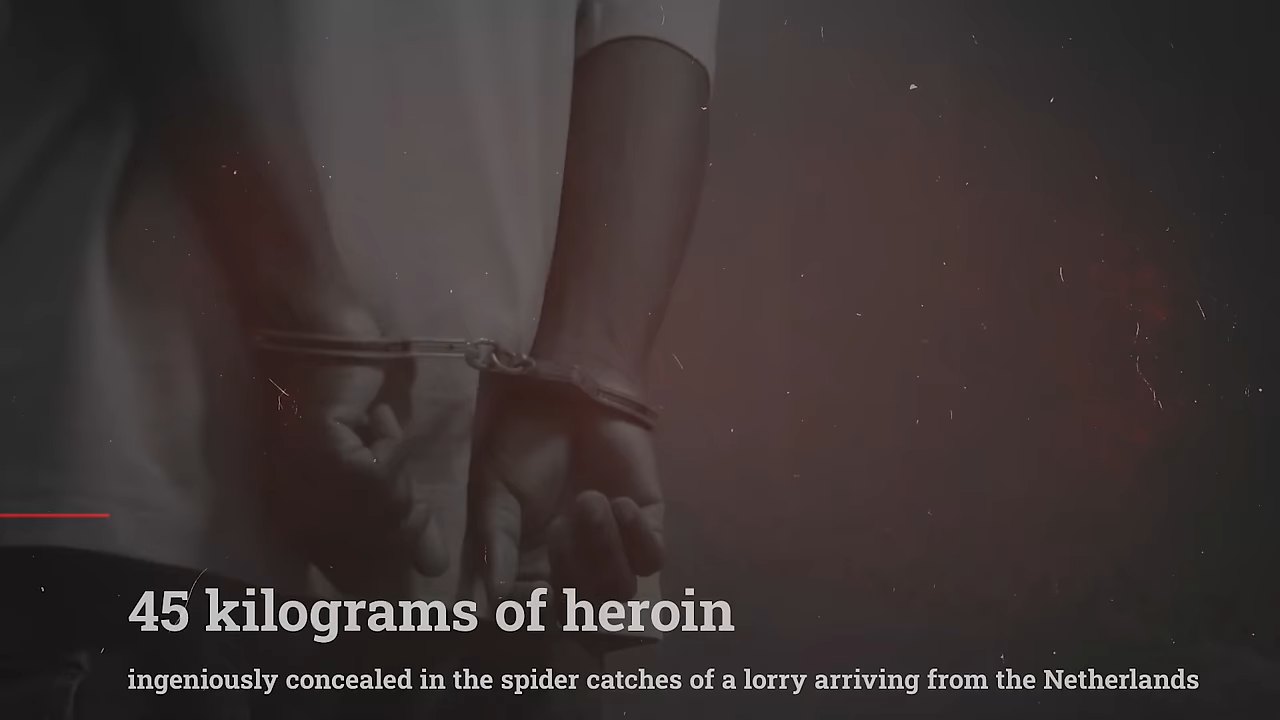 45 kilograms of heroin
ingeniously concealed in the spider catches of a lorry arriving from the Netherlands